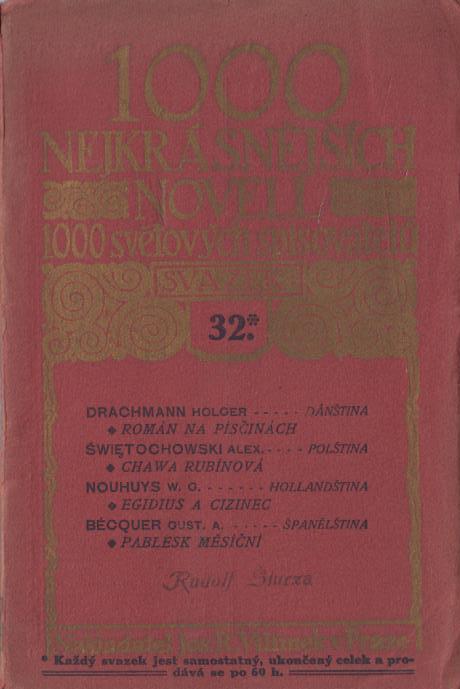 1000
NEJKRÁSNĚJŠÍCH
NOVELL
1000 světových spisovatelů
SVAZEK
32.*
DRACHMANN HOLGER - - - - - DÁNŠTINA
◆ ROMÁN NA PÍSČINÁCH
ŚWIĘTOCHOWSKI ALEX. - - - - POLŠTINA
◆ CHAWA RUBÍNOVÁ
NOUHUYS W. G. - - - - - - HOLLANDŠTINA
◆ EGIDIUS A CIZINEC
BÉCQUER GUST. A. - - - - - ŠPANĚLŠTINA
◆ PABLESK MĚSÍČNÍ
Rudolf
Nakladatel Jos. R. Vilímek v Praze
* Každý svazek jest samostatný, ukončený celek a pro-
dává se po 60 h.